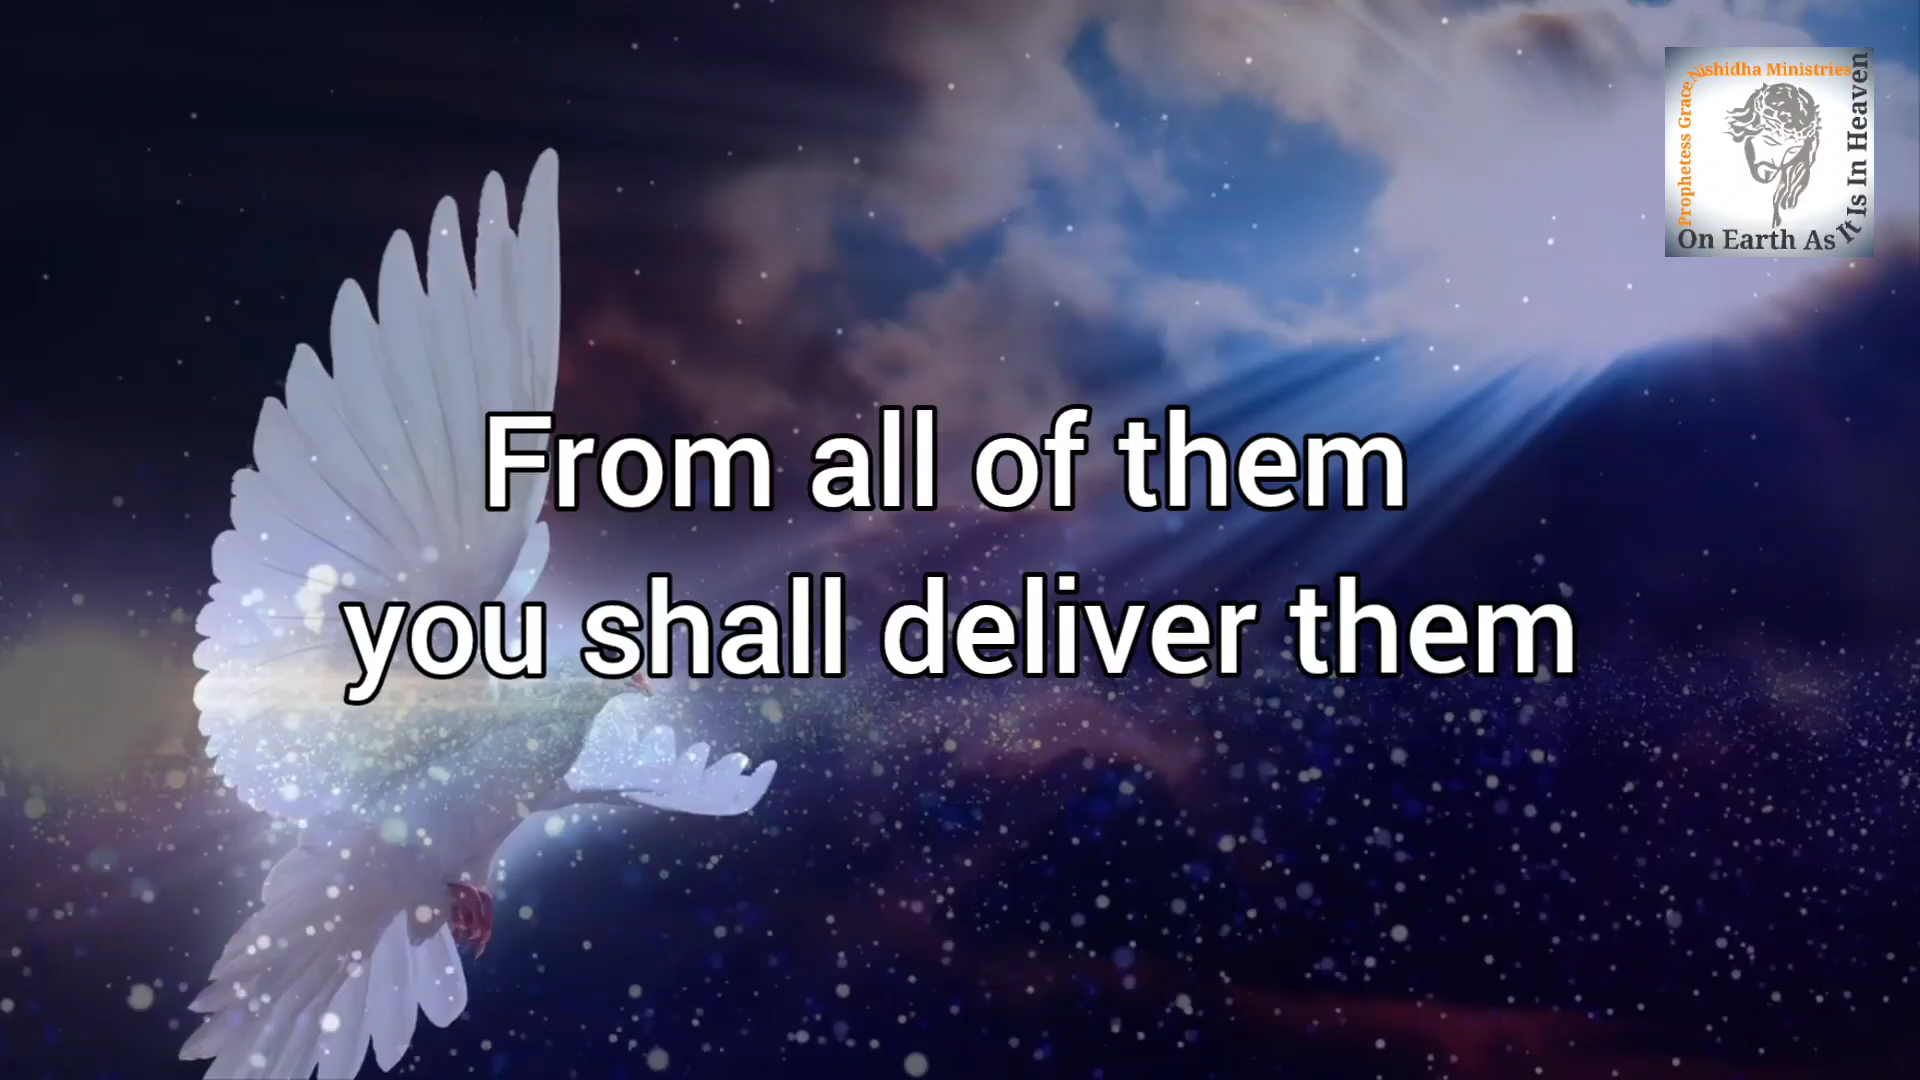 Prophetess Grace Nishidha Ministries
On Earth As It Is In Heaven
From all of them
you shall deliver them